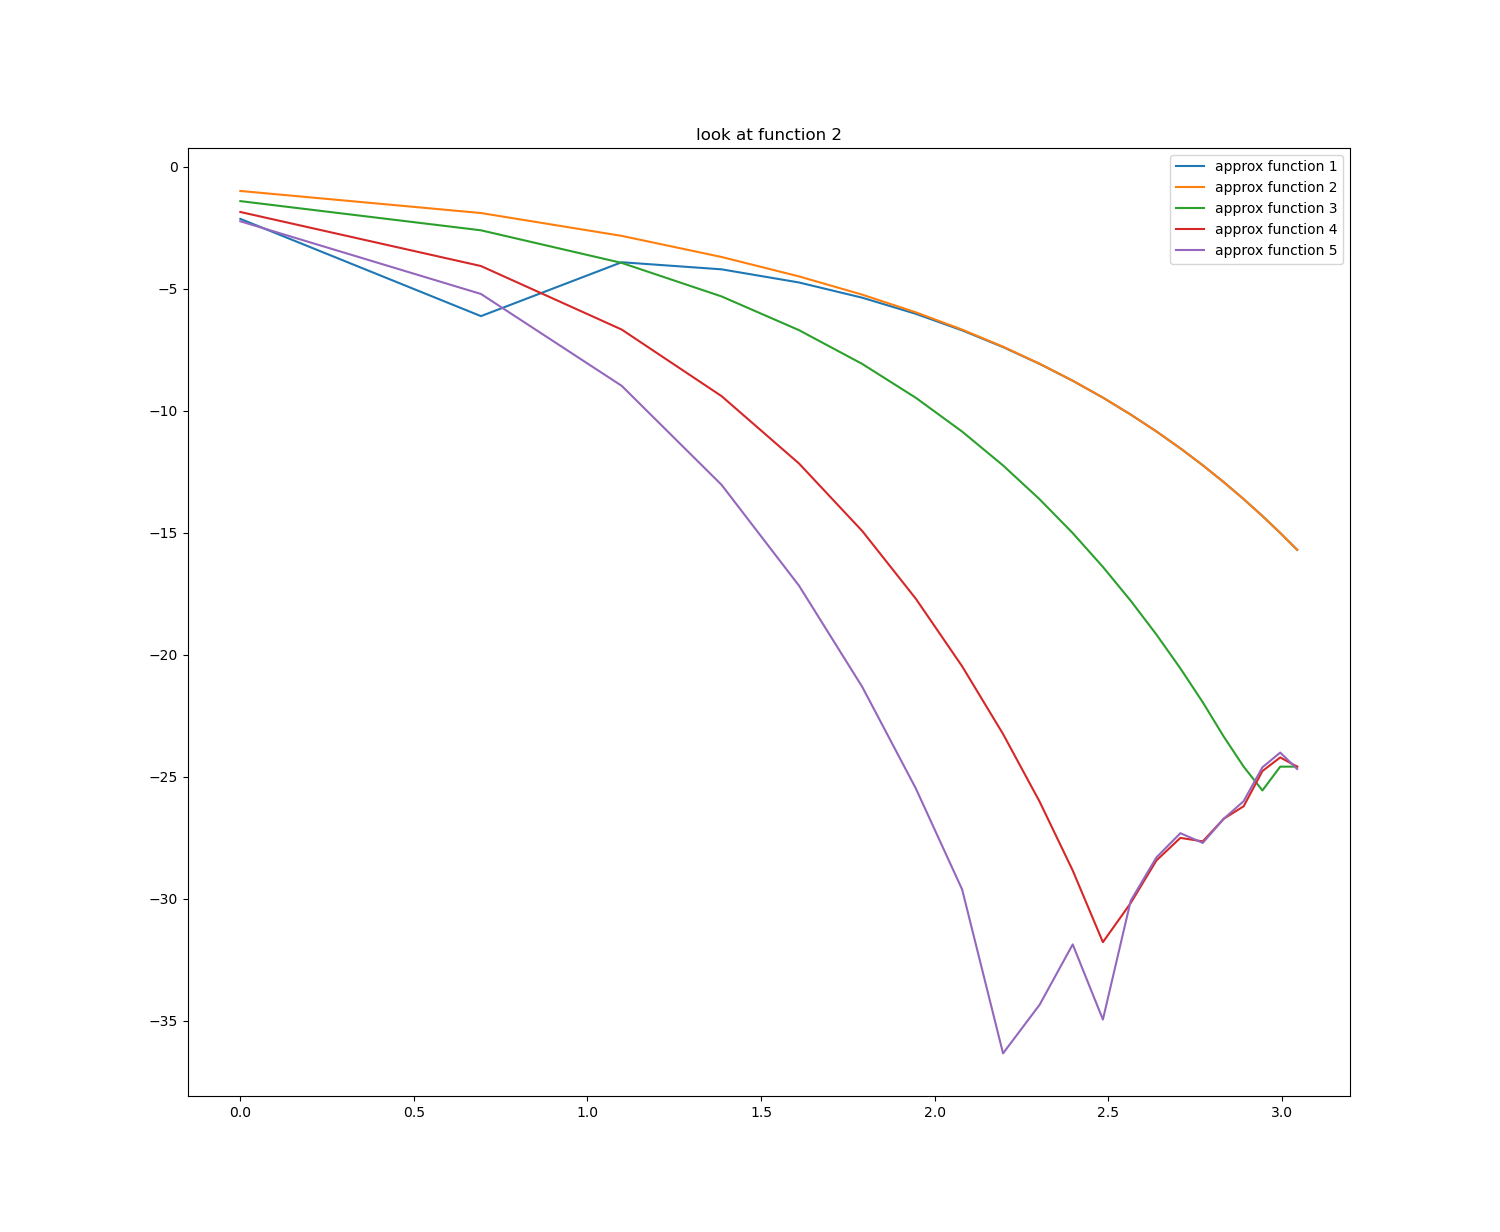 look at function 2
approx function 1
approx function 2
approx function 3
approx function 4
approx function 5
0
−5
−10
−15
−20
−25
−30
−35
0.0 0.5 1.0 1.5 2.0 2.5 3.0